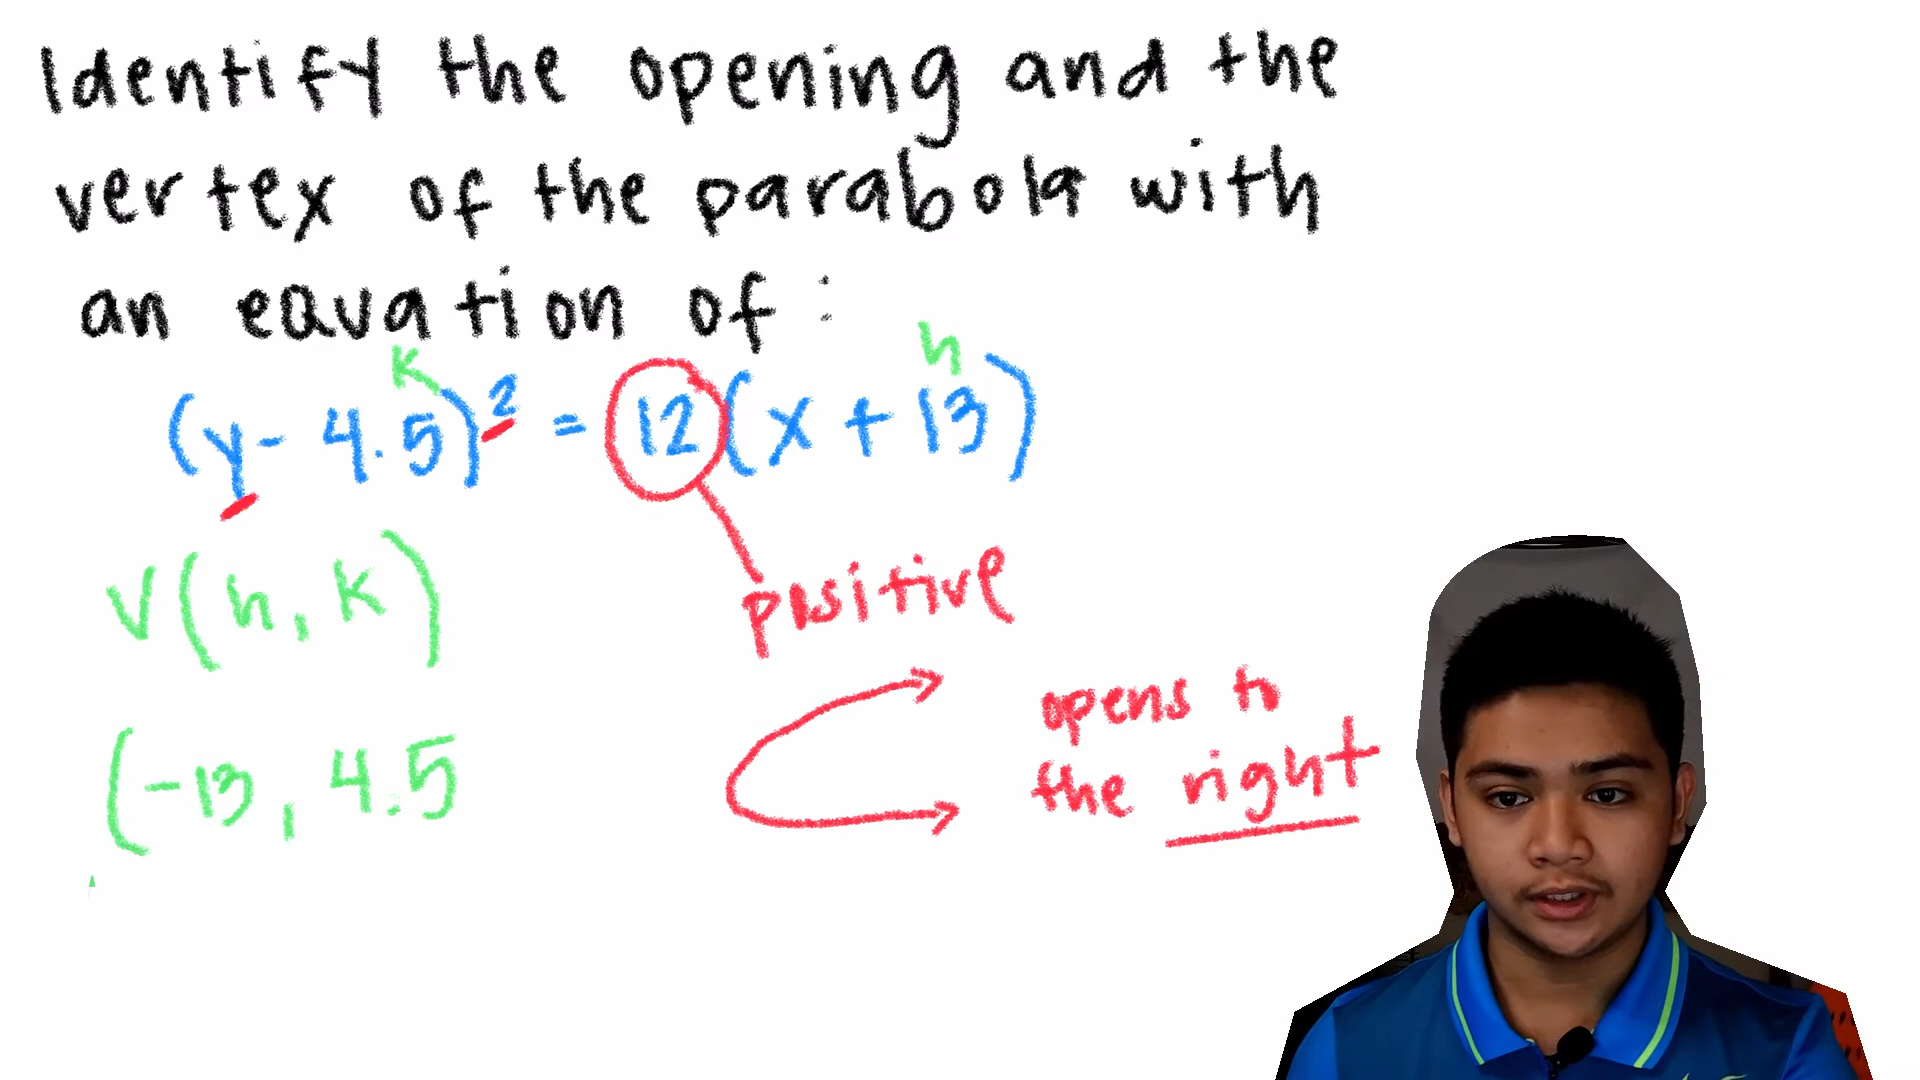 Identify the opening and the
vertex of the parabola with
an equation of :
k h
(y - 4.5)² = 12 (x + 13)
V (h, k)
positive
opens to
the right
(-13, 4.5